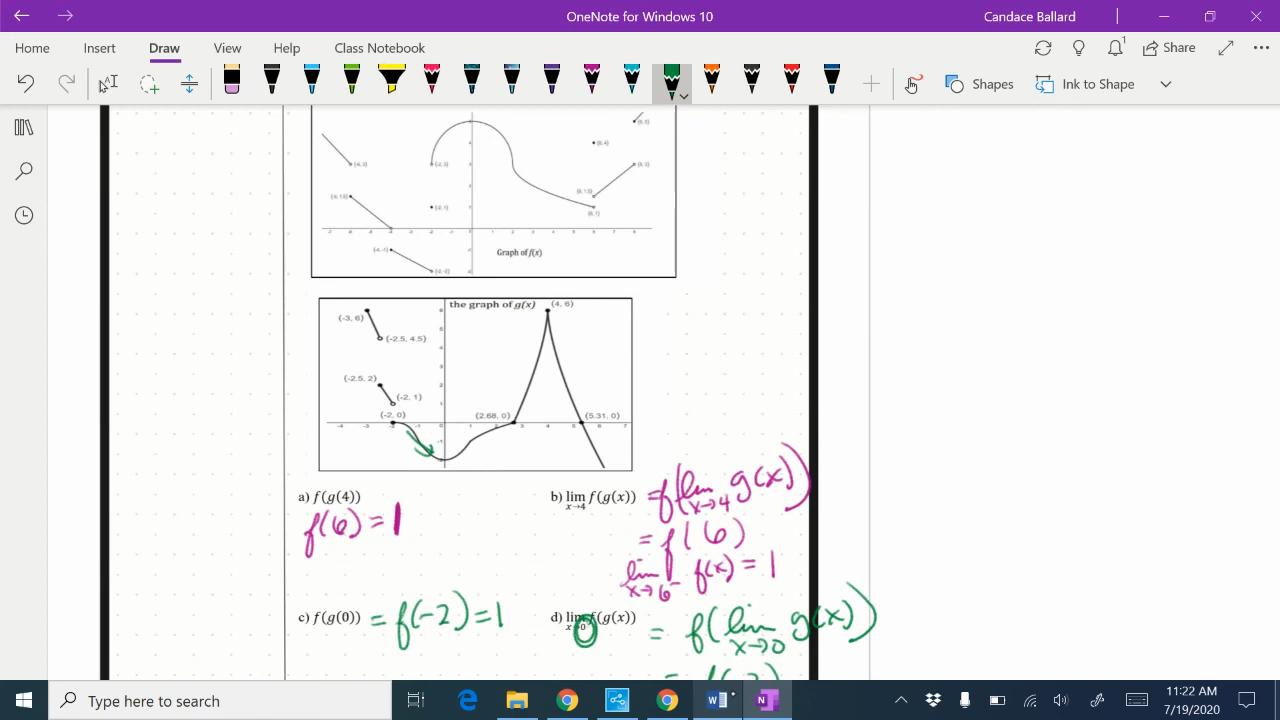 OneNote for Windows 10
Candace Ballard
Home Insert Draw View Help Class Notebook
1
Share
Shapes
Ink to Shape
Graph of f(x)
the graph of g(x)
(4, 6)
(-3, 6)
(-2.5, 4.5)
(-2.5, 2)
(-2, 1)
(-2, 0)
(2.68, 0)
(5.31, 0)
a) f(g(4))
f(6) = 1
b) lim f(g(x)) = f(lim g(x))
x→4 x→4
= f(6)
lim f(x) = 1
x→6⁻
c) f(g(0)) = f(-2) = 1
d) lim f(g(x)) = f(lim g(x))
x→0 x→0
0
Type here to search
11:22 AM
7/19/2020